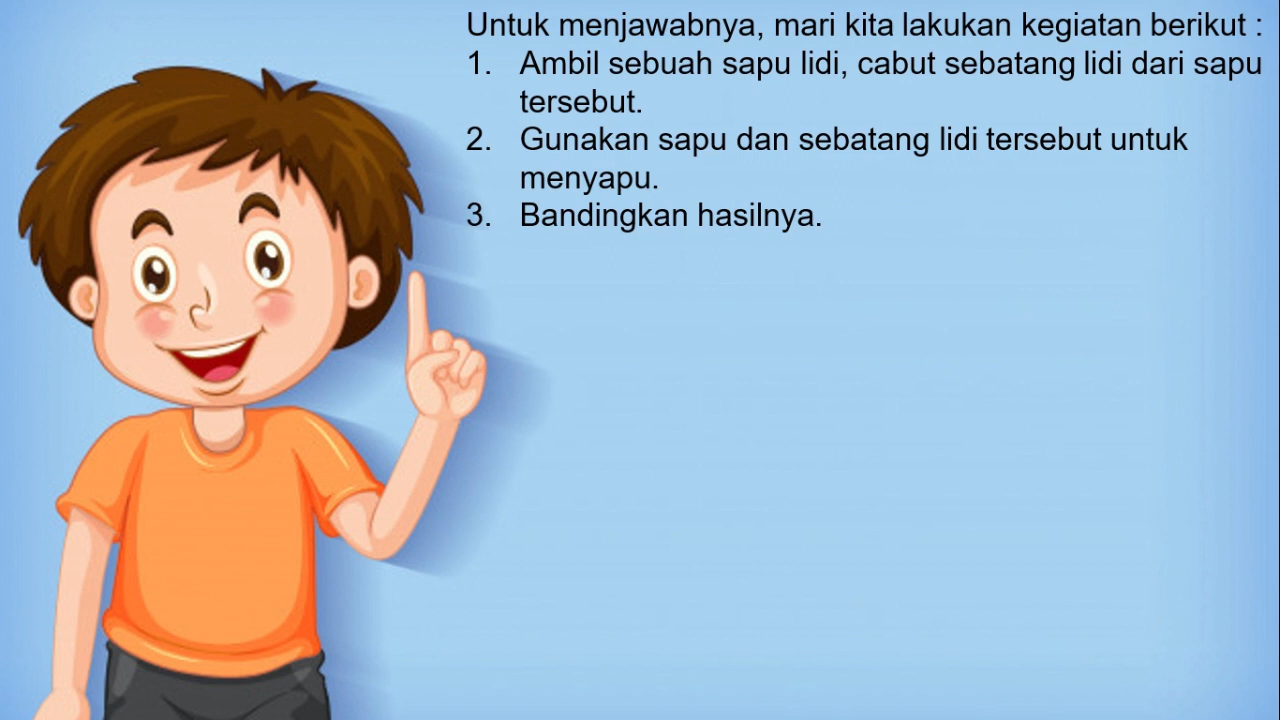 Untuk menjawabnya, mari kita lakukan kegiatan berikut :
1. Ambil sebuah sapu lidi, cabut sebatang lidi dari sapu
tersebut.
2. Gunakan sapu dan sebatang lidi tersebut untuk
menyapu.
3. Bandingkan hasilnya.